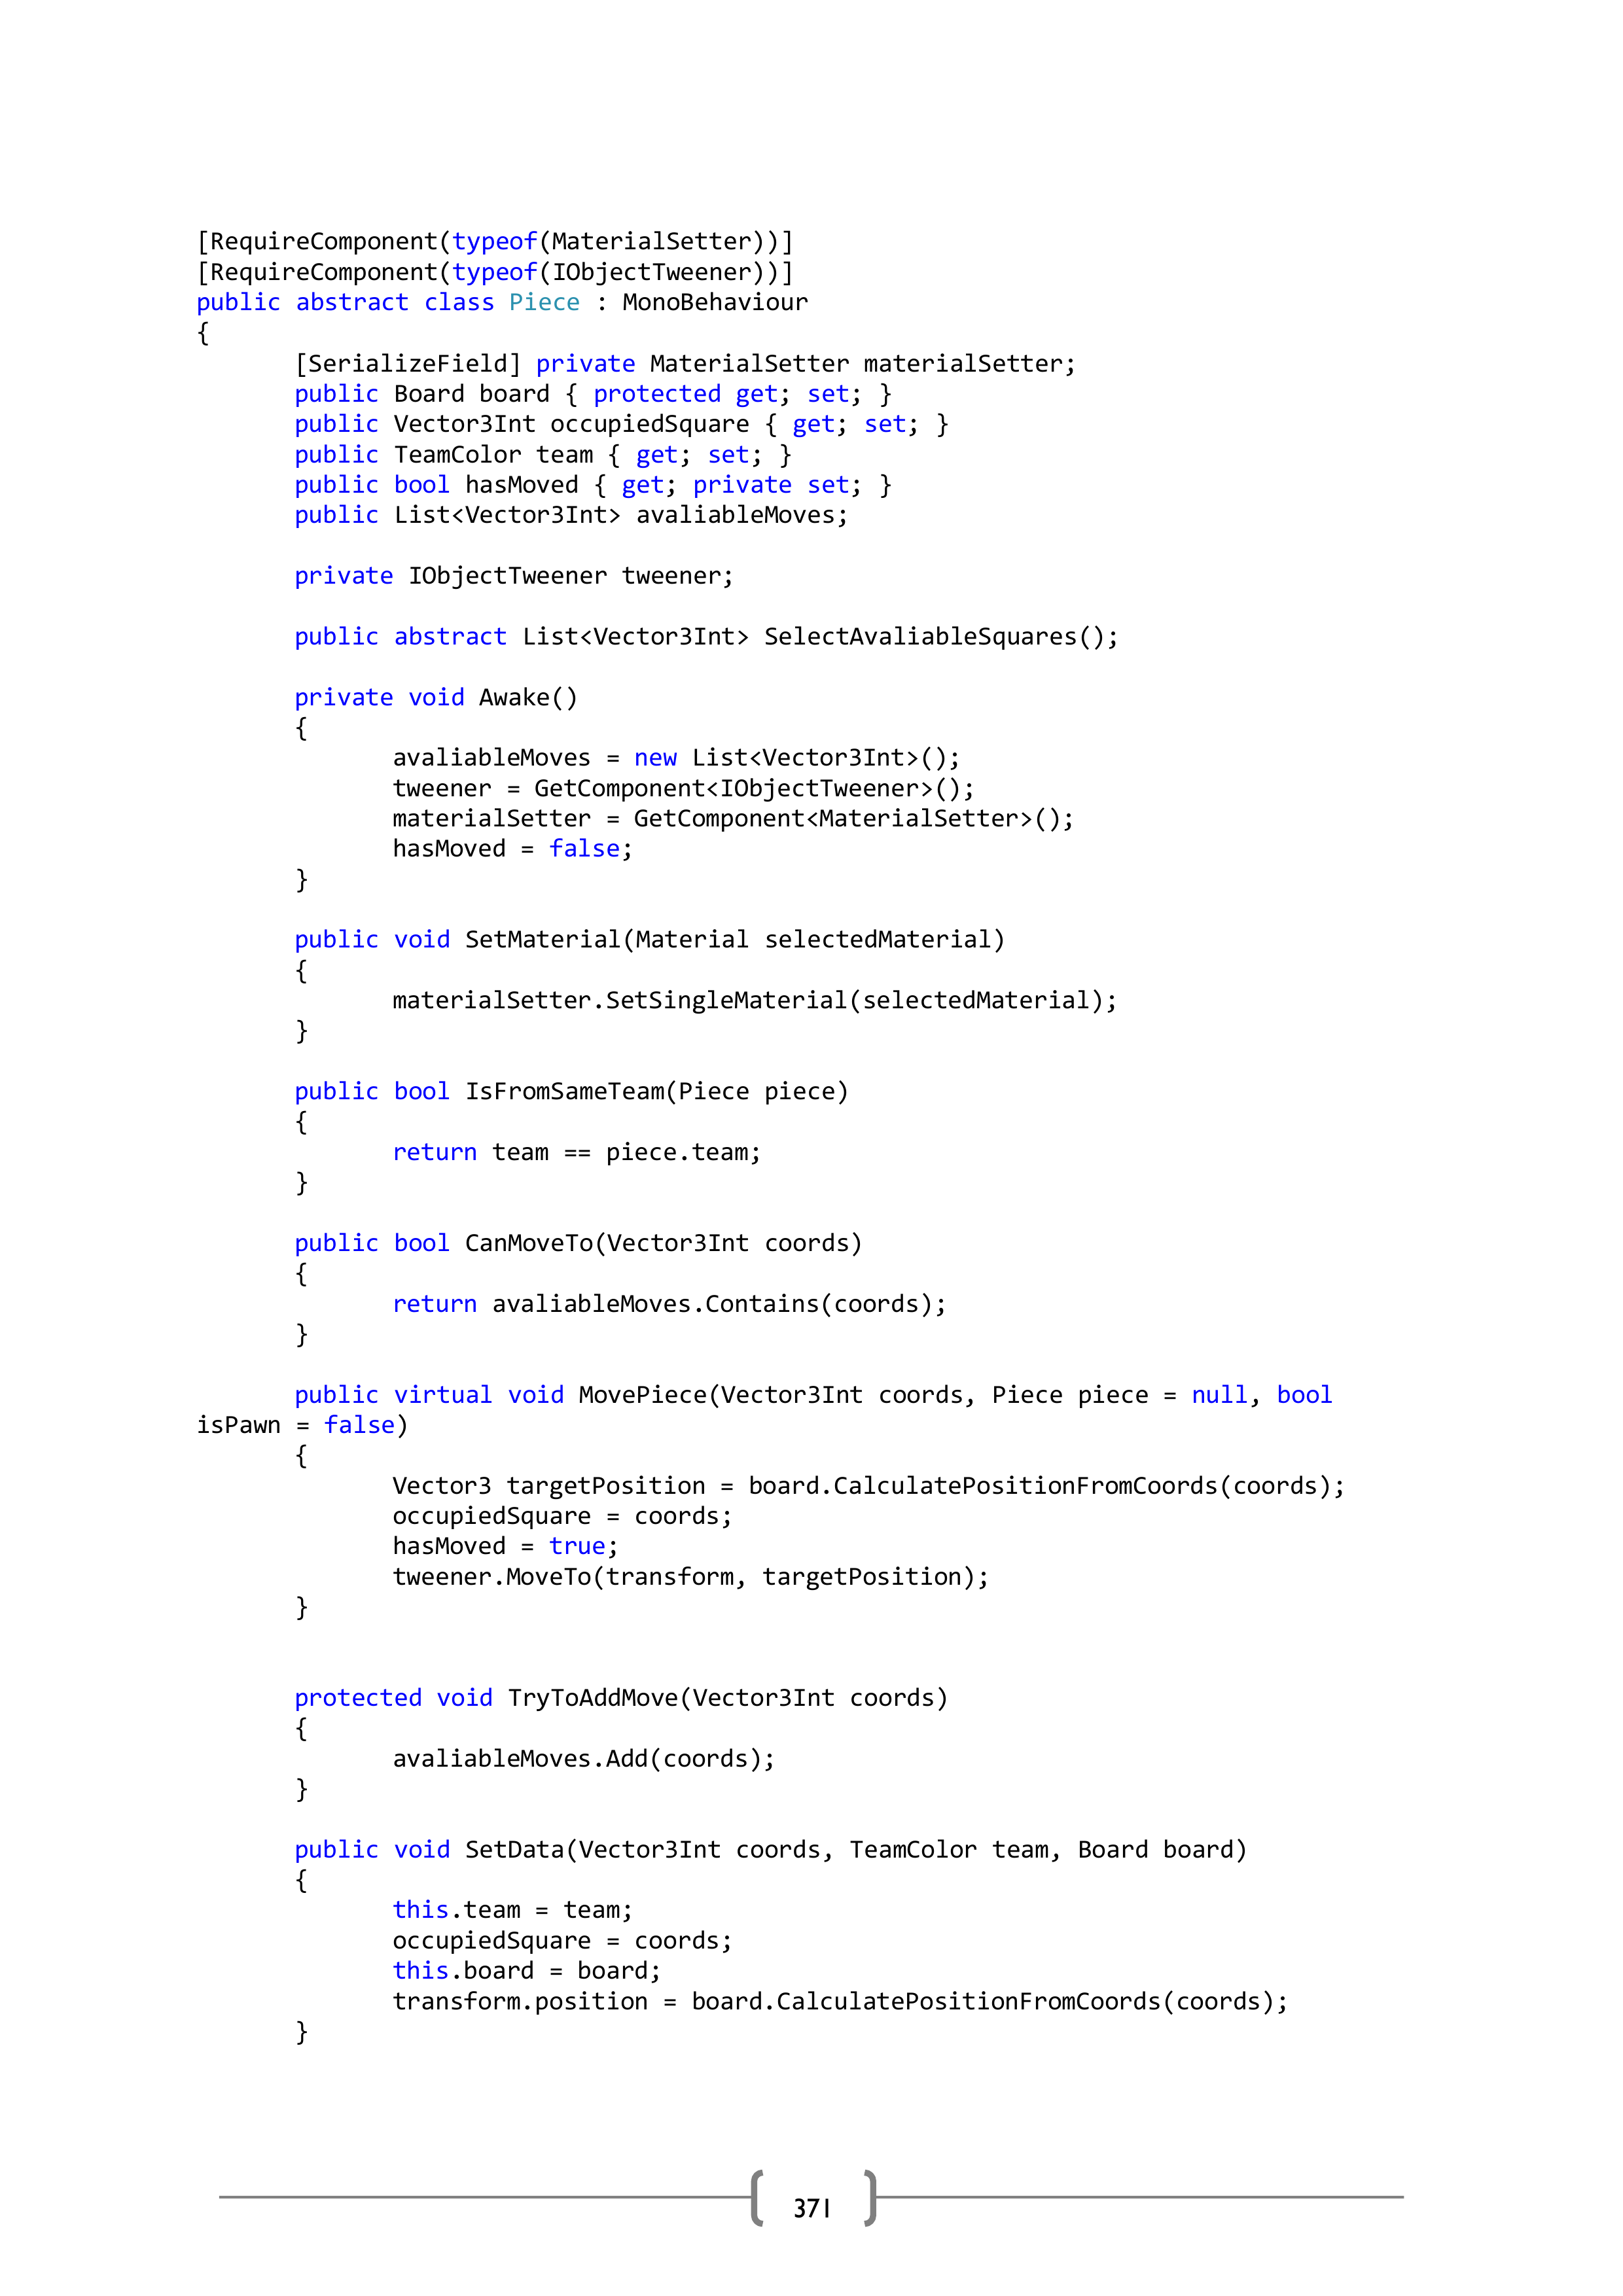 [RequireComponent(typeof(MaterialSetter))]
[RequireComponent(typeof(IObjectTweener))]
public abstract class Piece : MonoBehaviour
{
[SerializeField] private MaterialSetter materialSetter;
public Board board { protected get; set; }
public Vector3Int occupiedSquare { get; set; }
public TeamColor team { get; set; }
public bool hasMoved { get; private set; }
public List<Vector3Int> avaliableMoves;
private IObjectTweener tweener;
public abstract List<Vector3Int> SelectAvaliableSquares();
private void Awake()
{
avaliableMoves = new List<Vector3Int>();
tweener = GetComponent<IObjectTweener>();
materialSetter = GetComponent<MaterialSetter>();
hasMoved = false;
}
public void SetMaterial(Material selectedMaterial)
{
materialSetter.SetSingleMaterial(selectedMaterial);
}
public bool IsFromSameTeam(Piece piece)
{
return team == piece.team;
}
public bool CanMoveTo(Vector3Int coords)
{
return avaliableMoves.Contains(coords);
}
public virtual void MovePiece(Vector3Int coords, Piece piece = null, bool
isPawn = false)
{
Vector3 targetPosition = board.CalculatePositionFromCoords(coords);
occupiedSquare = coords;
hasMoved = true;
tweener.MoveTo(transform, targetPosition);
}
protected void TryToAddMove(Vector3Int coords)
{
avaliableMoves.Add(coords);
}
public void SetData(Vector3Int coords, TeamColor team, Board board)
{
this.team = team;
occupiedSquare = coords;
this.board = board;
transform.position = board.CalculatePositionFromCoords(coords);
}
371